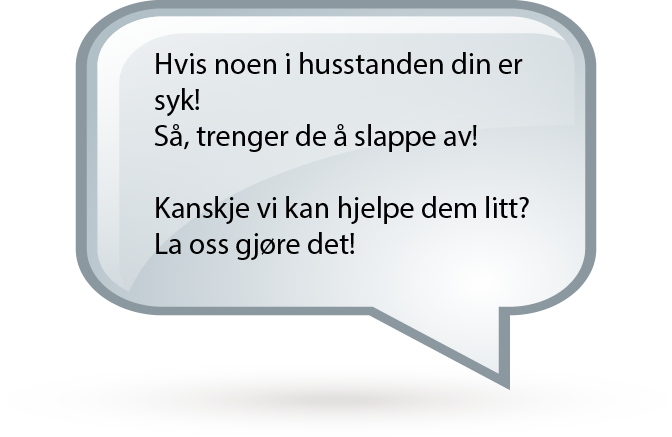 Hvis noen i husstanden din er
syk!
Så, trenger de å slappe av!
Kanskje vi kan hjelpe dem litt?
La oss gjøre det!